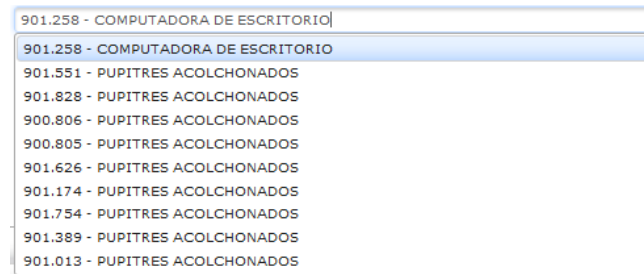 901.258 - COMPUTADORA DE ESCRITORIO
901.258 - COMPUTADORA DE ESCRITORIO
901.551 - PUPITRES ACOLCHONADOS
901.828 - PUPITRES ACOLCHONADOS
900.806 - PUPITRES ACOLCHONADOS
900.805 - PUPITRES ACOLCHONADOS
901.626 - PUPITRES ACOLCHONADOS
901.174 - PUPITRES ACOLCHONADOS
901.754 - PUPITRES ACOLCHONADOS
901.389 - PUPITRES ACOLCHONADOS
901.013 - PUPITRES ACOLCHONADOS